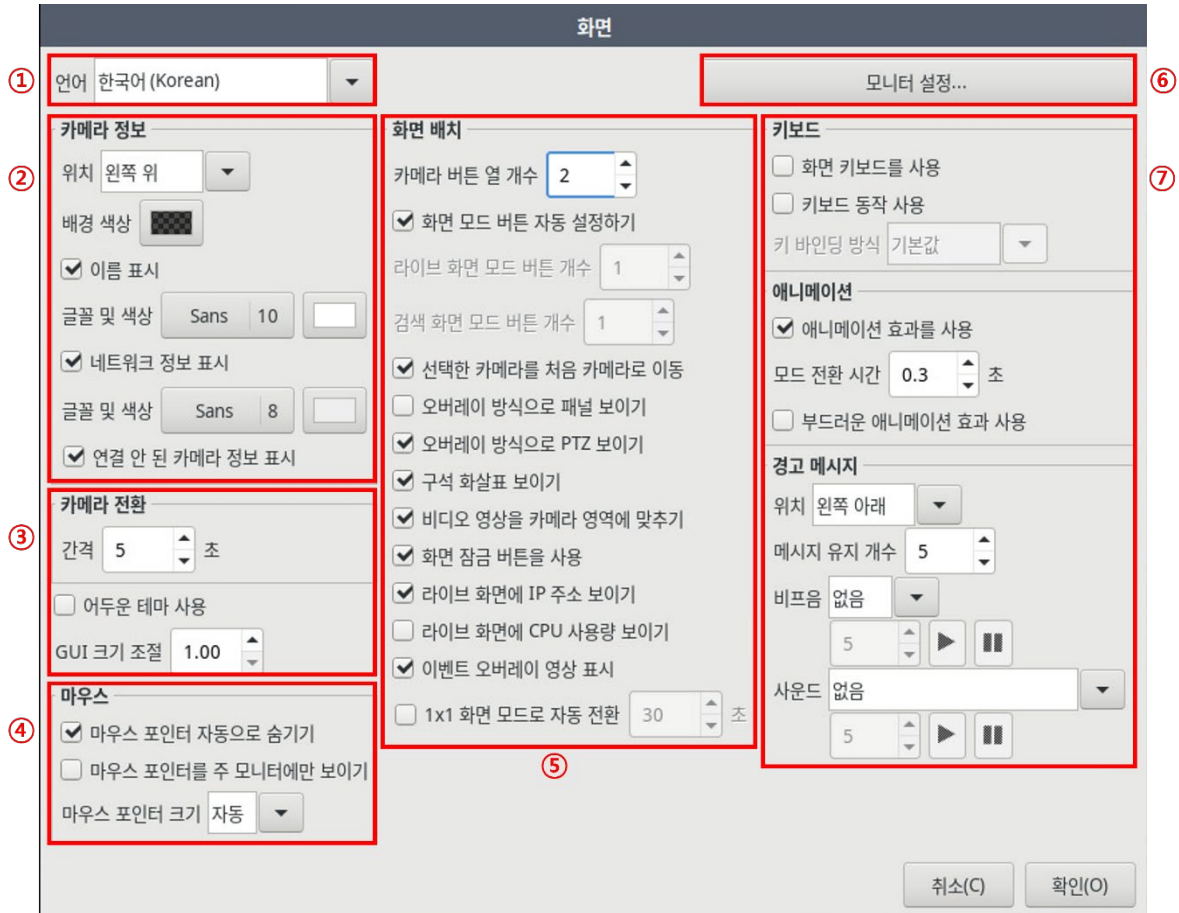 화면
① 언어 한국어 (Korean)
모니터 설정... ⑥
②
카메라 정보
위치 왼쪽 위
배경 색상
이름 표시
글꼴 및 색상 Sans 10
네트워크 정보 표시
글꼴 및 색상 Sans 8
연결 안 된 카메라 정보 표시
③
카메라 전환
간격 5 초
어두운 테마 사용
GUI 크기 조절 1.00
④
마우스
마우스 포인터 자동으로 숨기기
마우스 포인터를 주 모니터에만 보이기
마우스 포인터 크기 자동
화면 배치
카메라 버튼 열 개수 2
화면 모드 버튼 자동 설정하기
라이브 화면 모드 버튼 개수 1
검색 화면 모드 버튼 개수 1
선택한 카메라를 처음 카메라로 이동
오버레이 방식으로 패널 보이기
오버레이 방식으로 PTZ 보이기
구석 화살표 보이기
비디오 영상을 카메라 영역에 맞추기
화면 잠금 버튼을 사용
라이브 화면에 IP 주소 보이기
라이브 화면에 CPU 사용량 보이기
이벤트 오버레이 영상 표시
1x1 화면 모드로 자동 전환 30 초
⑤
키보드
화면 키보드를 사용
⑦
키보드 동작 사용
키 바인딩 방식 기본값
애니메이션
애니메이션 효과를 사용
모드 전환 시간 0.3 초
부드러운 애니메이션 효과 사용
경고 메시지
위치 왼쪽 아래
메시지 유지 개수 5
비프음 없음
5
사운드 없음
5
취소(C) 확인(O)